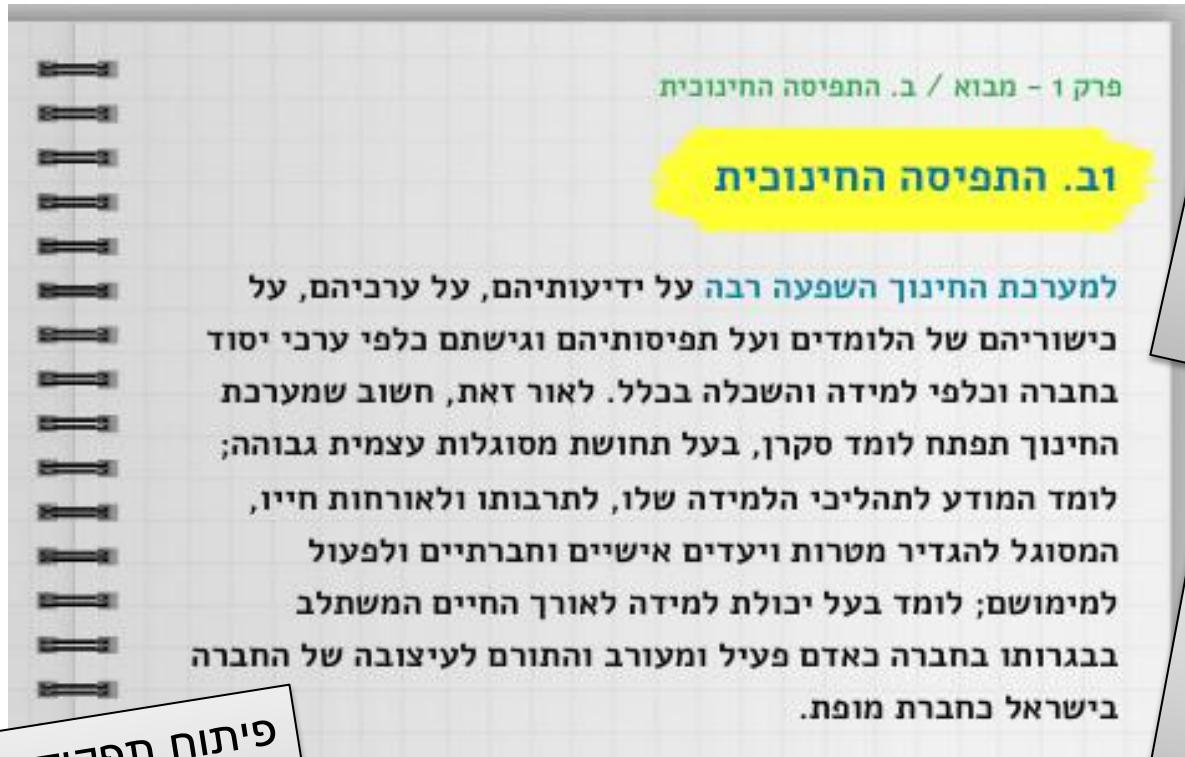 פרק 1 - מבוא / ב. התפיסה החינוכית
1ב. התפיסה החינוכית
למערכת החינוך השפעה רבה על ידיעותיהם, על ערכיהם, על
כישוריהם של הלומדים ועל תפיסותיהם וגישתם כלפי ערכי יסוד
בחברה וכלפי למידה והשכלה בכלל. לאור זאת, חשוב שמערכת
החינוך תפתח לומד סקרן, בעל תחושת מסוגלות עצמית גבוהה;
לומד המודע לתהליכי הלמידה שלו, לתרבותו ולאורחות חייו,
המסוגל להגדיר מטרות ויעדים אישיים וחברתיים ולפעול
למימושם; לומד בעל יכולת למידה לאורך החיים המשתלב
בבגרותו בחברה כאדם פעיל ומעורב והתורם לעיצובה של החברה
בישראל כחברת מופת.
פיתוח